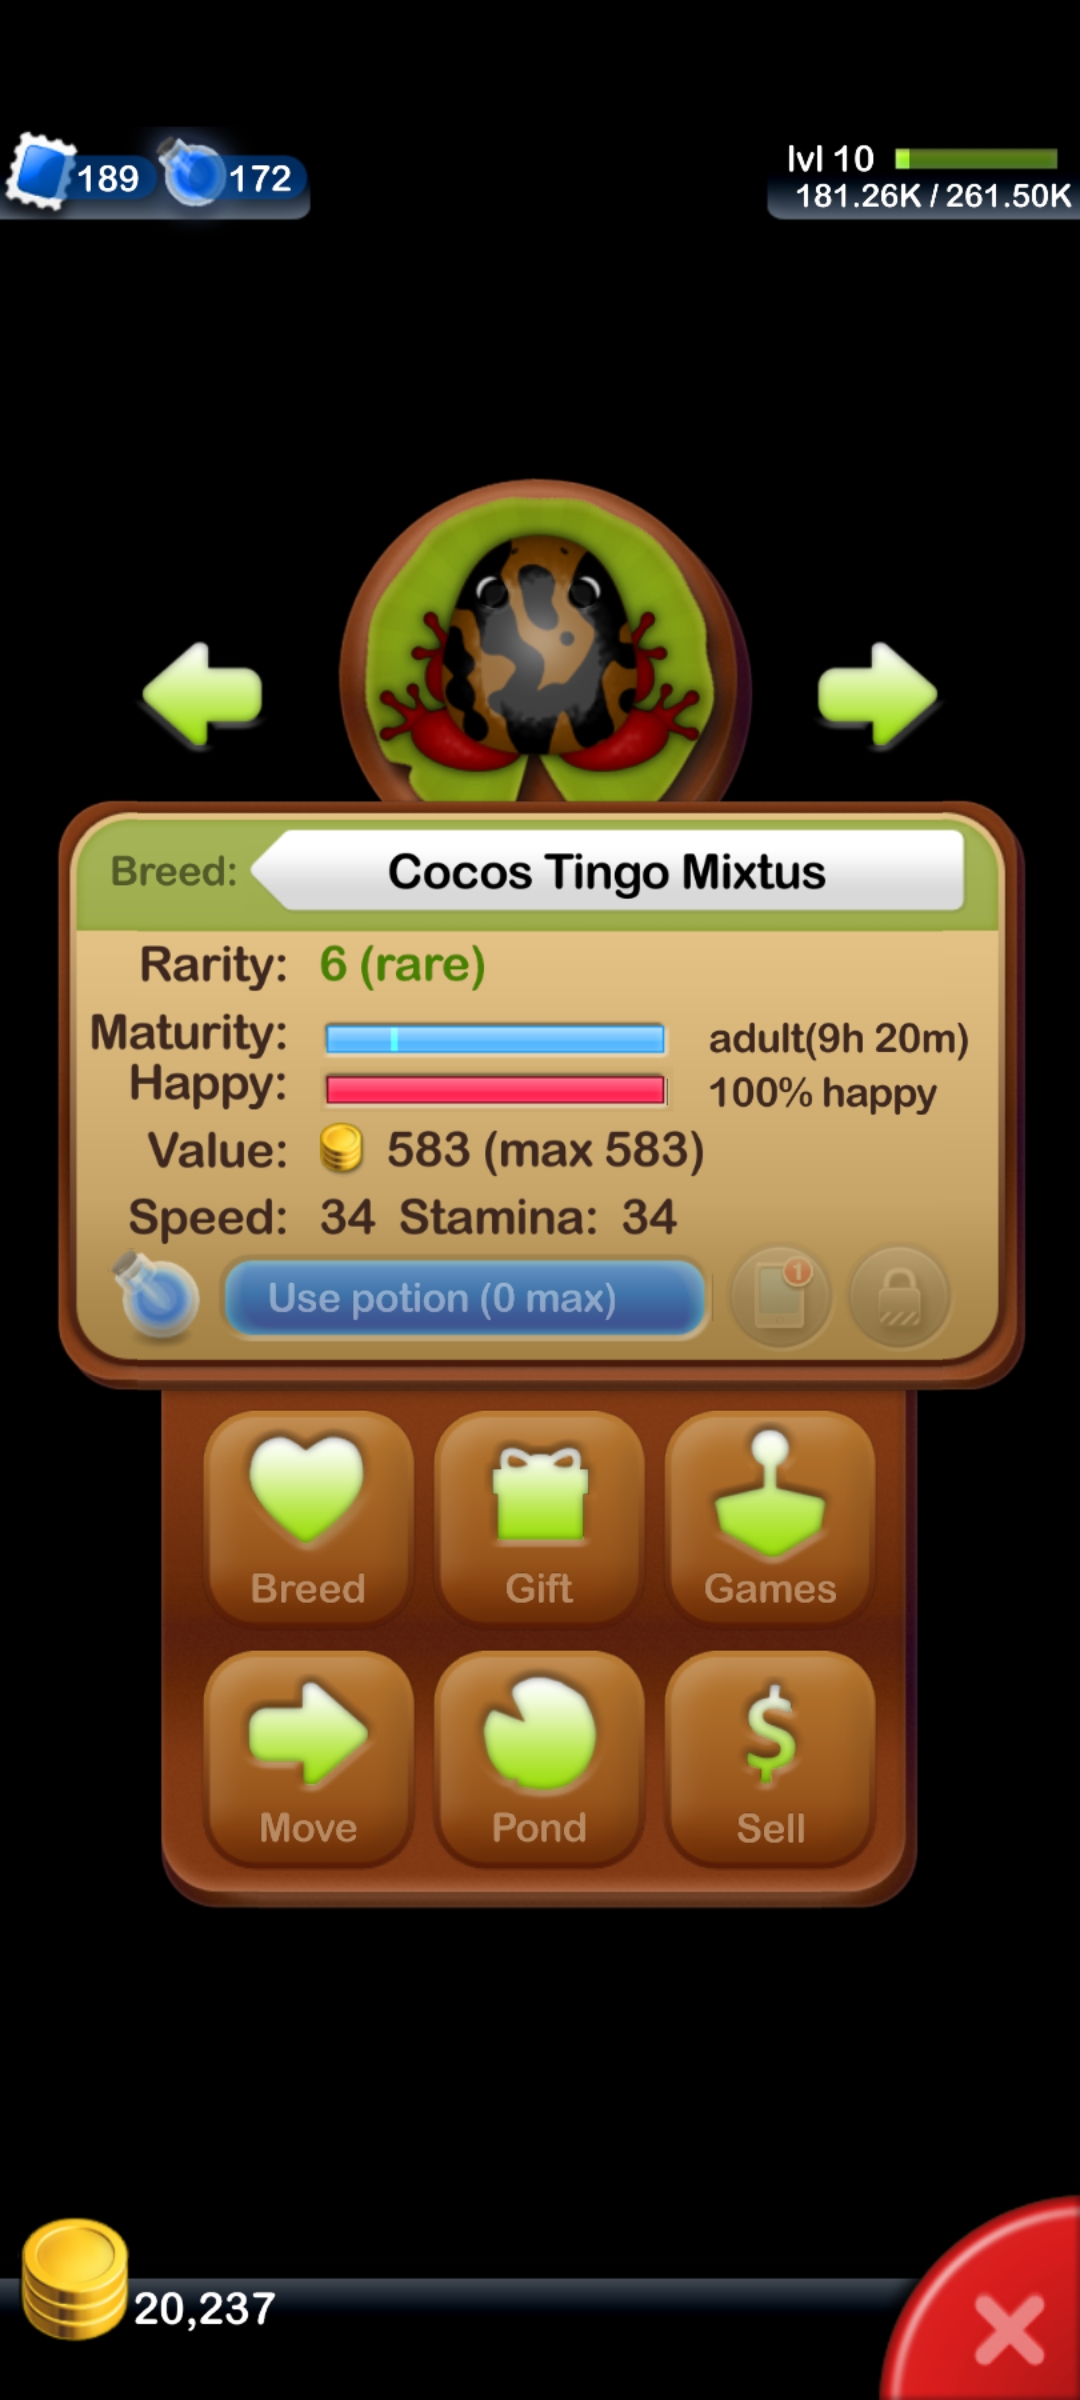 189 172
lvl 10
181.26K / 261.50K
Breed: Cocos Tingo Mixtus
Rarity: 6 (rare)
Maturity: adult(9h 20m)
Happy: 100% happy
Value: 583 (max 583)
Speed: 34 Stamina: 34
Use potion (0 max) 1
Breed Gift Games
Move Pond Sell
20,237